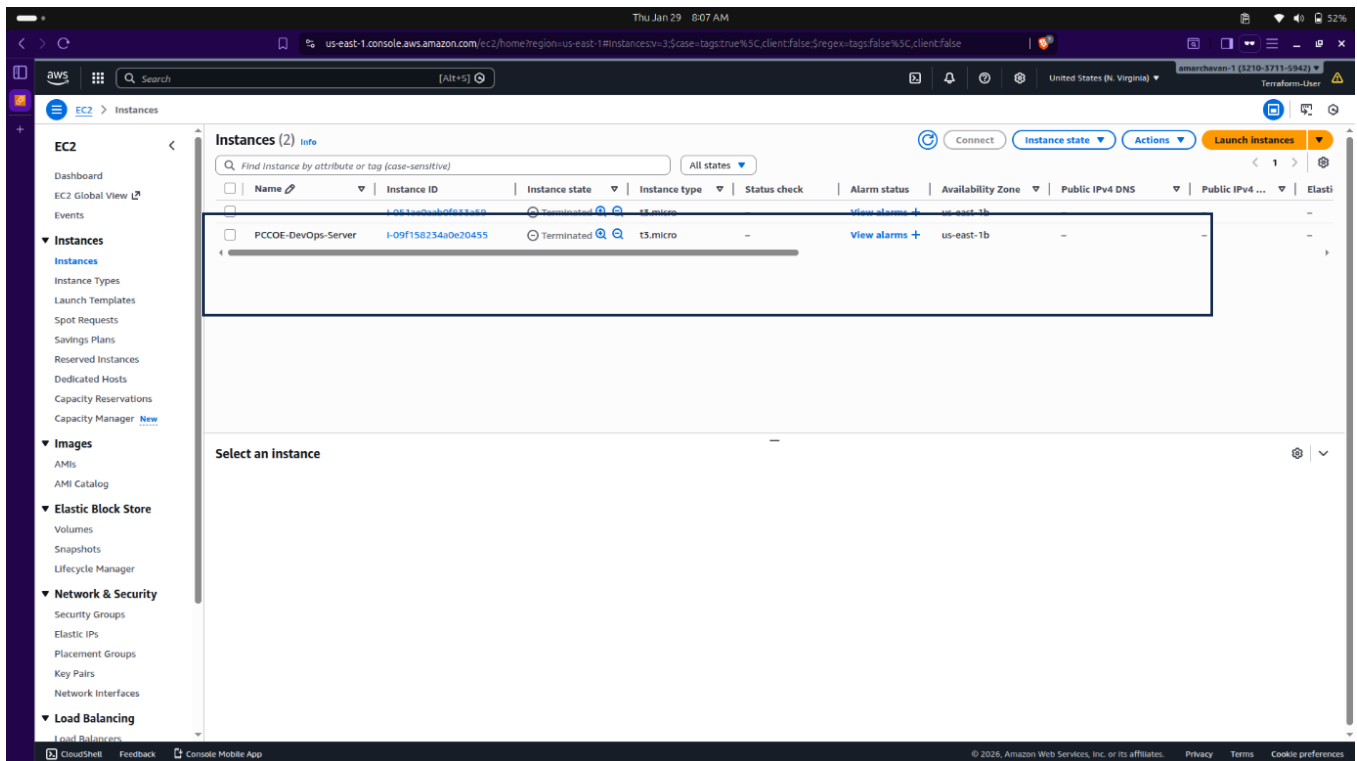 Thu Jan 29 8:07 AM
52%
us-east-1.console.aws.amazon.com/ec2/home?region=us-east-1#Instances:v=3;$case=tags:true%5C,client:false;$regex=tags:false%5C,client:false
aws
Search [Alt+S]
United States (N. Virginia)
amarchavan-1 (3210-3711-5942)
Terraform-User
EC2 > Instances
EC2
Dashboard
EC2 Global View
Events
Instances
Instances
Instance Types
Launch Templates
Spot Requests
Savings Plans
Reserved Instances
Dedicated Hosts
Capacity Reservations
Capacity Manager New
Images
AMIs
AMI Catalog
Elastic Block Store
Volumes
Snapshots
Lifecycle Manager
Network & Security
Security Groups
Elastic IPs
Placement Groups
Key Pairs
Network Interfaces
Load Balancing
Load Balancers
Instances (2) Info
Connect Instance state Actions Launch instances
Find Instance by attribute or tag (case-sensitive) All states
1
Name Instance ID Instance state Instance type Status check Alarm status Availability Zone Public IPv4 DNS Public IPv4 ... Elasti
Terminated t3.micro View alarms + us-east-1b – – –
PCCOE-DevOps-Server i-09f158234a0e20455 Terminated t3.micro – View alarms + us-east-1b – – –
Select an instance
CloudShell Feedback Console Mobile App
© 2026, Amazon Web Services, Inc. or its affiliates. Privacy Terms Cookie preferences